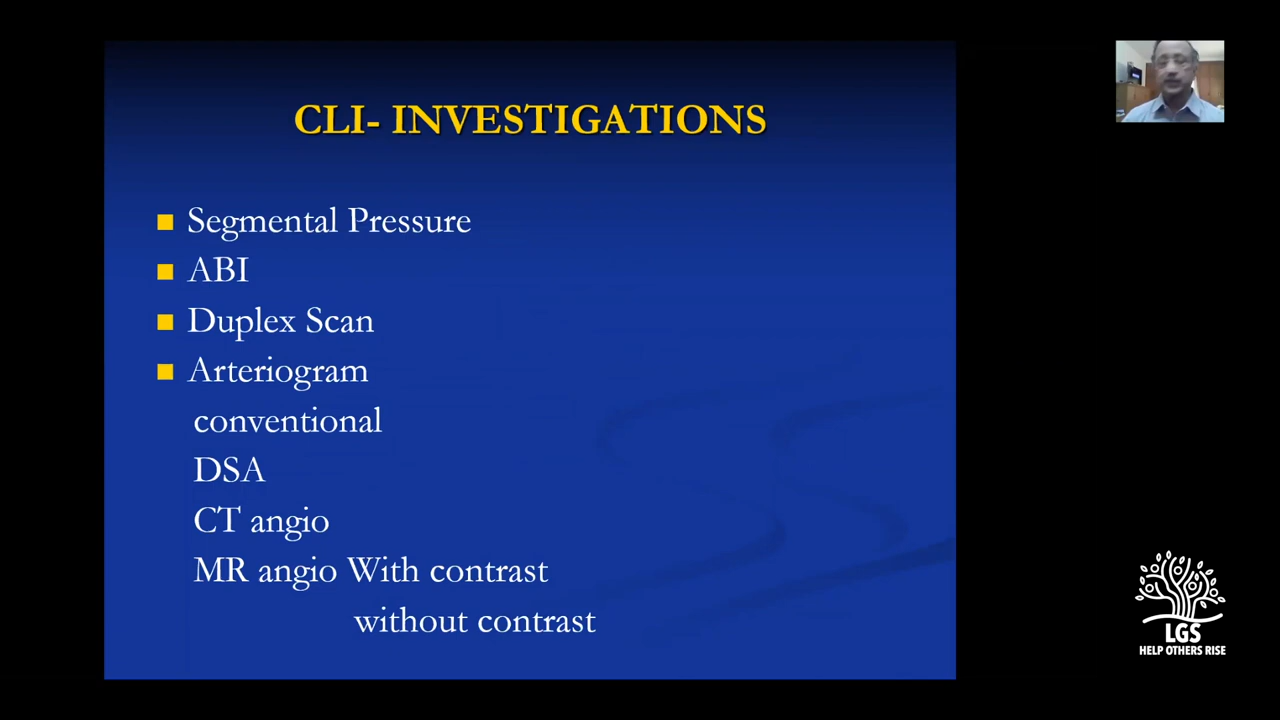 CLI- INVESTIGATIONS
Segmental Pressure
ABI
Duplex Scan
Arteriogram
conventional
DSA
CT angio
MR angio With contrast
without contrast
LGS
HELP OTHERS RISE